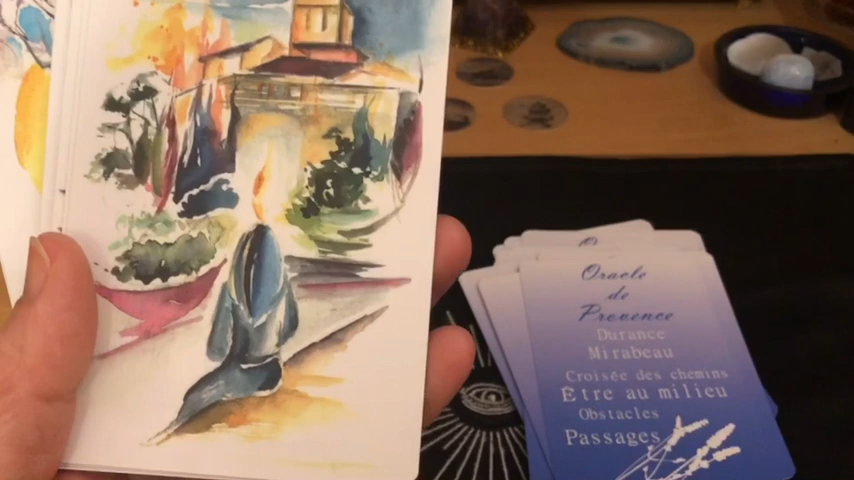 Oracle
de
Provence
Durance
Mirabeau
Croisée des chemins
Être au milieu
Obstacles
Passages